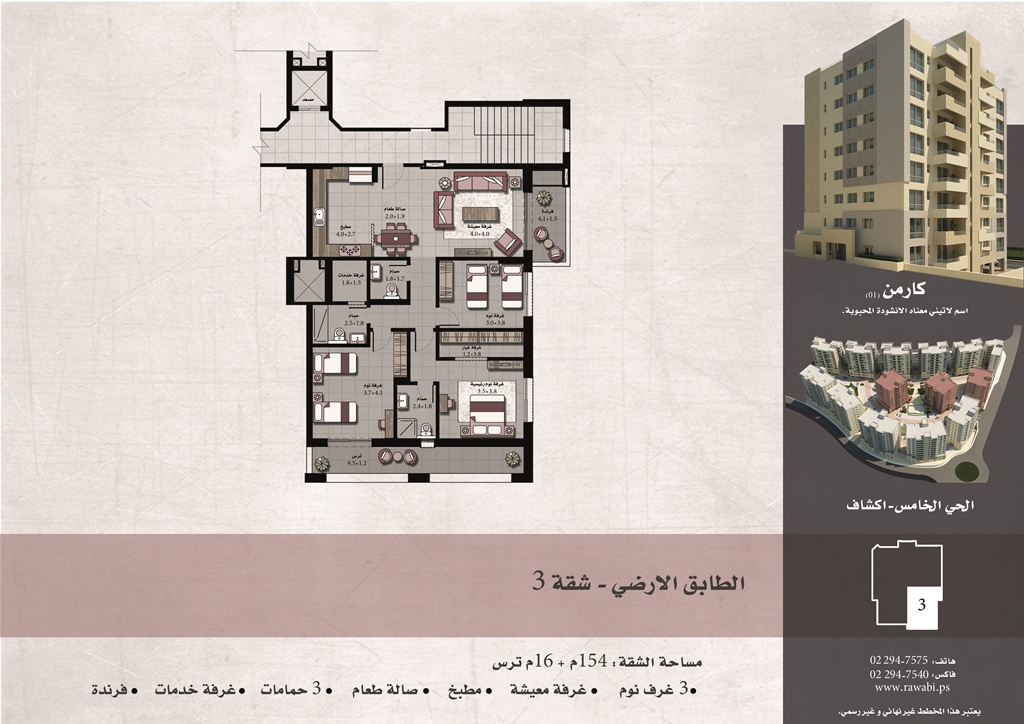 مصعد
صالة طعام
2.0*1.9
مطبخ
4.0*2.7
غرفة معيشة
4.0*4.0
فرندة
4.1*1.5
غرفة خدمات
1.8*1.5
حمام
1.8*1.7
حمام
2.5*1.8
غرفة نوم
3.0*3.8
غرفة غيار
1.2*3.8
غرفة نوم
3.7*4.1
غرفة نوم رئيسية
3.5*3.8
حمام
2.4*1.8
ترس
9.5*1.2
كارمن (01)
اسم لاتيني معناه الانشودة المحبوبة.
الحي الخامس-اكشاف
3
هاتف: 02 294-7575
فاكس: 02 294-7540
www.rawabi.ps
يعتبر هذا المخطط غير نهائي و غير رسمي.
الطابق الارضي - شقة 3
مساحة الشقة: 154م + 16م ترس
• 3 غرف نوم • غرفة معيشة • مطبخ • صالة طعام • 3 حمامات • غرفة خدمات • فرندة